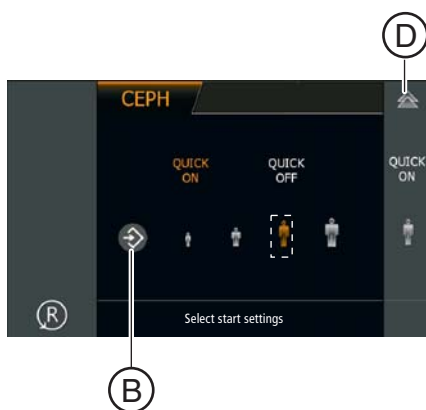 D
CEPH
QUICK QUICK QUICK
ON OFF ON
R
Select start settings
B